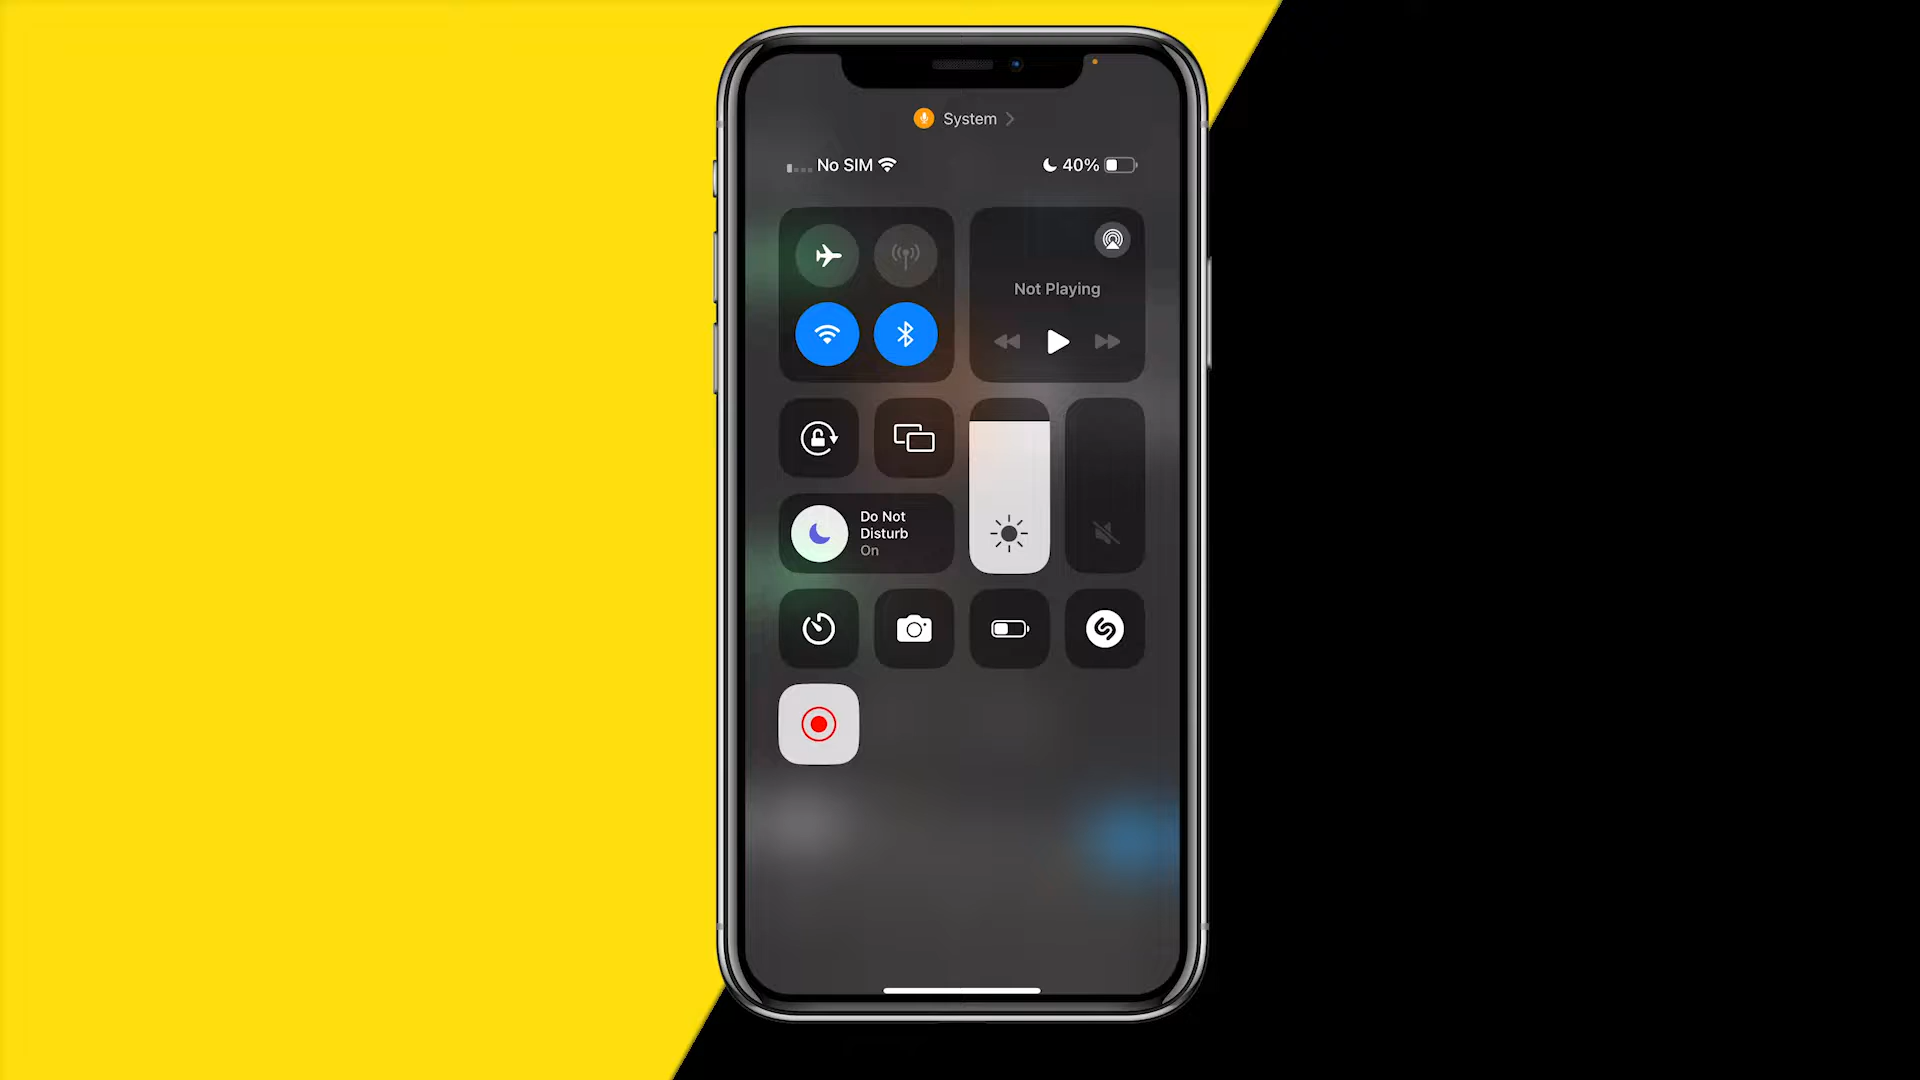 System
No SIM
40%
Not Playing
Do Not
Disturb
On